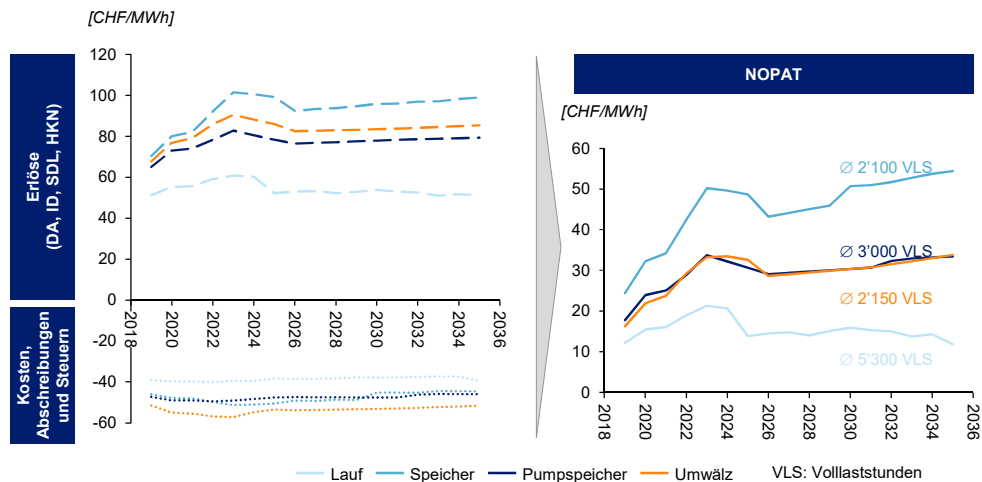 [CHF/MWh]
Erlöse
(DA, ID, SDL, HKN)
120
100
80
60
40
20
0
-20
-40
-60
2018
2020
2022
2024
2026
2028
2030
2032
2034
2036
Kosten,
Abschreibungen
und Steuern
NOPAT
[CHF/MWh]
60
50
40
30
20
10
0
2018
2020
2022
2024
2026
2028
2030
2032
2034
2036
∅ 2'100 VLS
∅ 3'000 VLS
∅ 2'150 VLS
∅ 5'300 VLS
Lauf Speicher Pumpspeicher Umwälz VLS: Volllaststunden